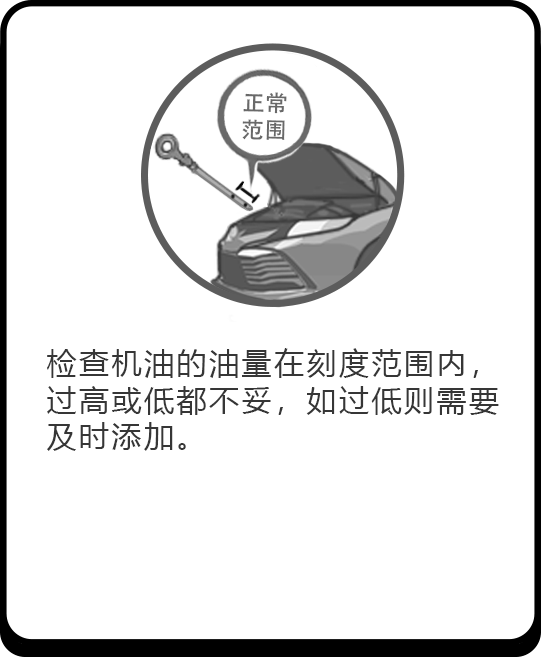 正常
范围
检查机油的油量在刻度范围内，
过高或低都不妥，如过低则需要
及时添加。